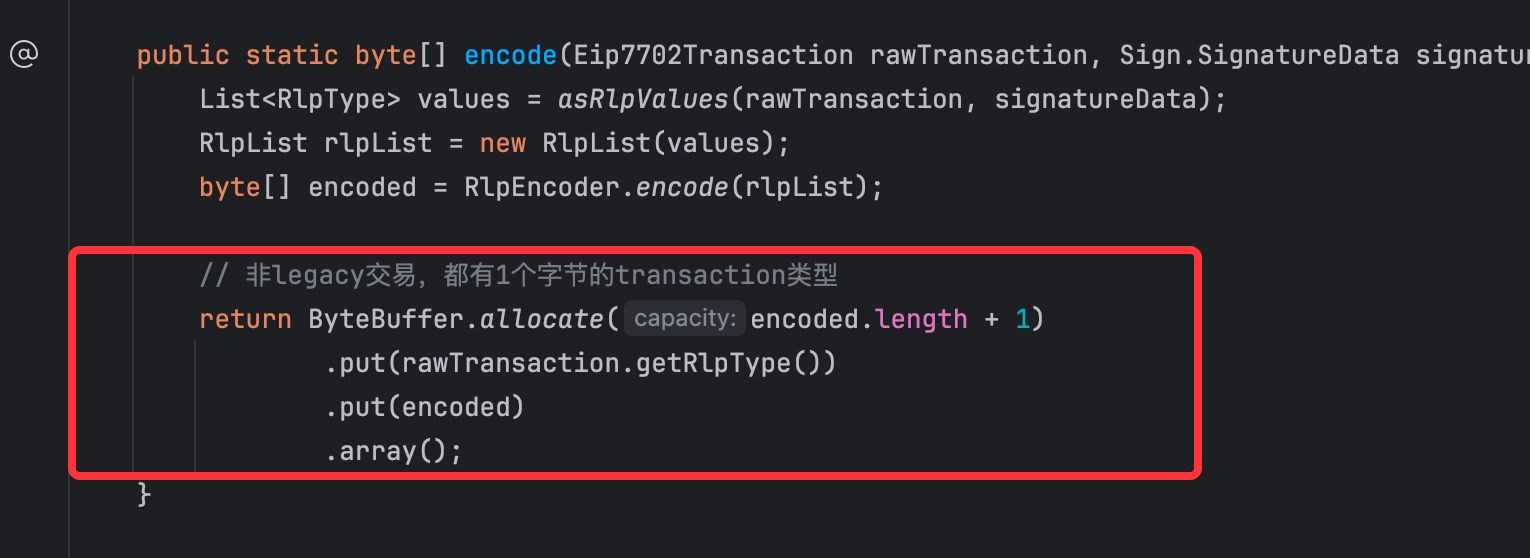 @
public static byte[] encode(Eip7702Transaction rawTransaction, Sign.SignatureData signatur
List<RlpType> values = asRlpValues(rawTransaction, signatureData);
RlpList rlpList = new RlpList(values);
byte[] encoded = RlpEncoder.encode(rlpList);
// 非legacy交易，都有1个字节的transaction类型
return ByteBuffer.allocate( capacity: encoded.length + 1)
.put(rawTransaction.getRlpType())
.put(encoded)
.array();
}